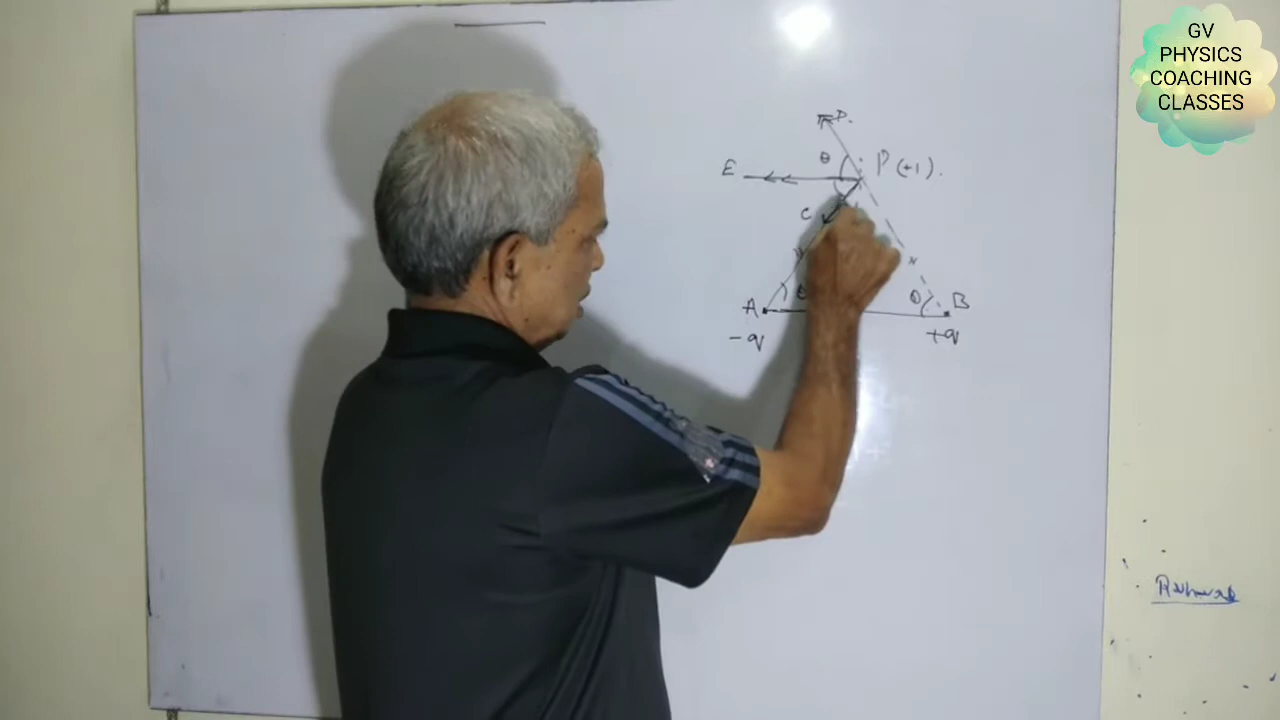 GV
PHYSICS
COACHING
CLASSES
D.
θ
E
P (+1).
C
A
θ
B
-q
+q